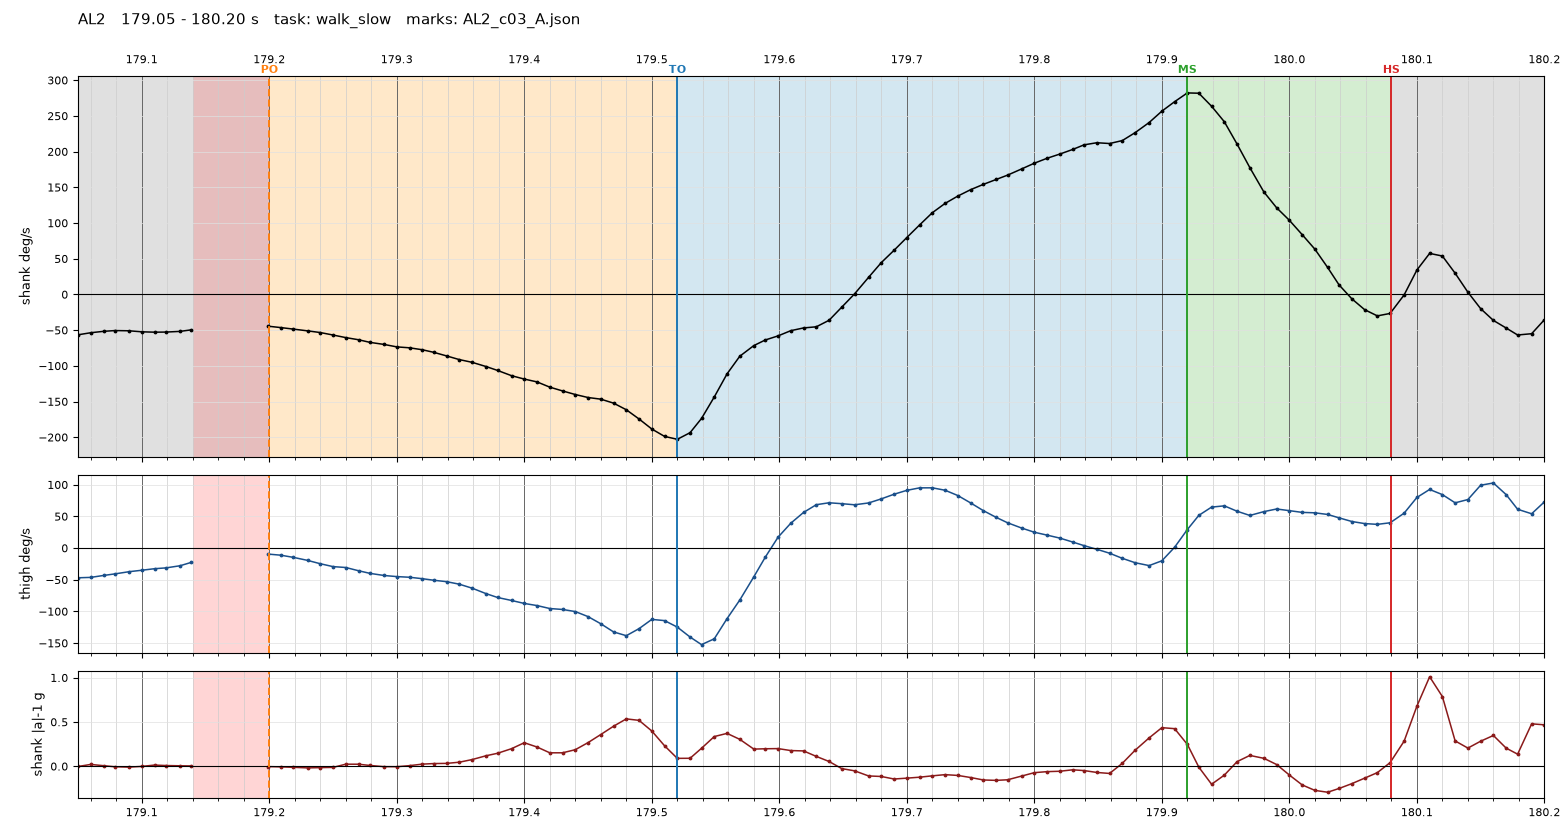 AL2 179.05 - 180.20 s task: walk_slow marks: AL2_c03_A.json
179.1 179.2 179.3 179.4 179.5 179.6 179.7 179.8 179.9 180.0 180.1 180.2
PO TO MS HS
300
250
200
150
100
50
0
−50
−100
−150
−200
shank deg/s
100
50
0
−50
−100
−150
thigh deg/s
1.0
0.5
0.0
shank |a|-1 g
179.1 179.2 179.3 179.4 179.5 179.6 179.7 179.8 179.9 180.0 180.1 180.2